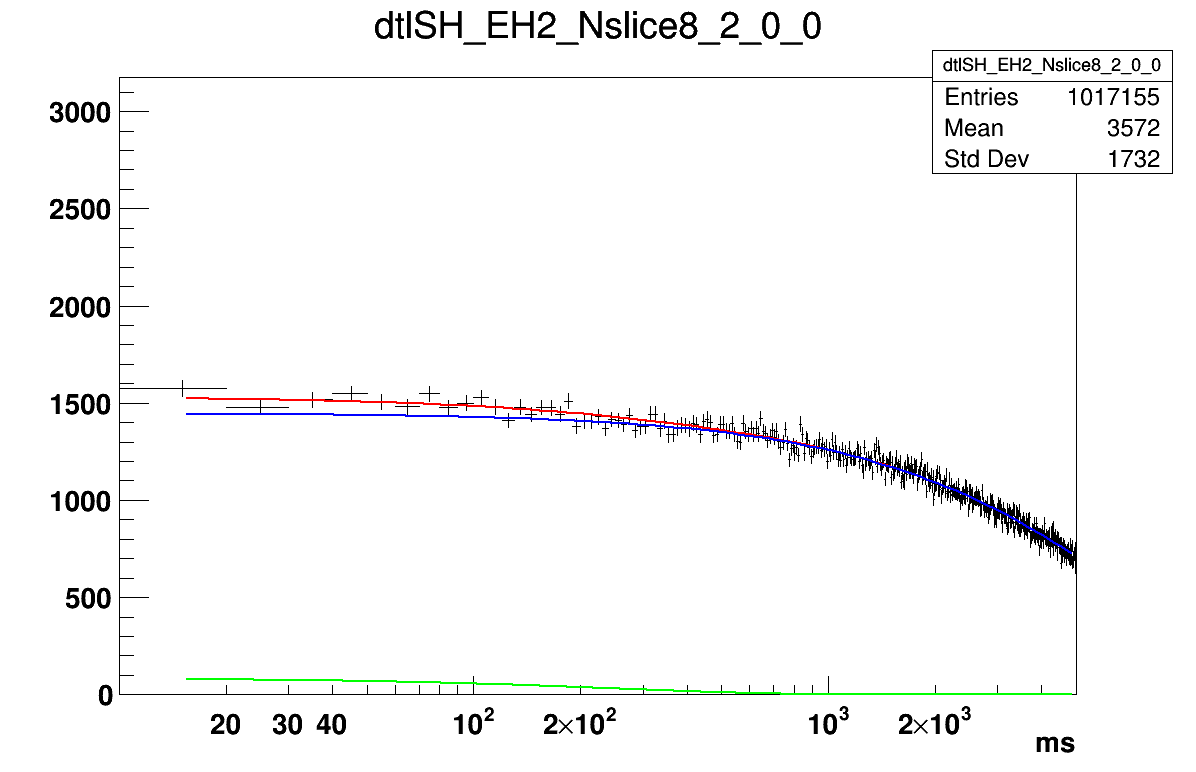 dtlSH_EH2_Nslice8_2_0_0
dtlSH_EH2_Nslice8_2_0_0
Entries 1017155
Mean 3572
Std Dev 1732
3000
2500
2000
1500
1000
500
0
20 30 40 10² 2×10² 10³ 2×10³
ms